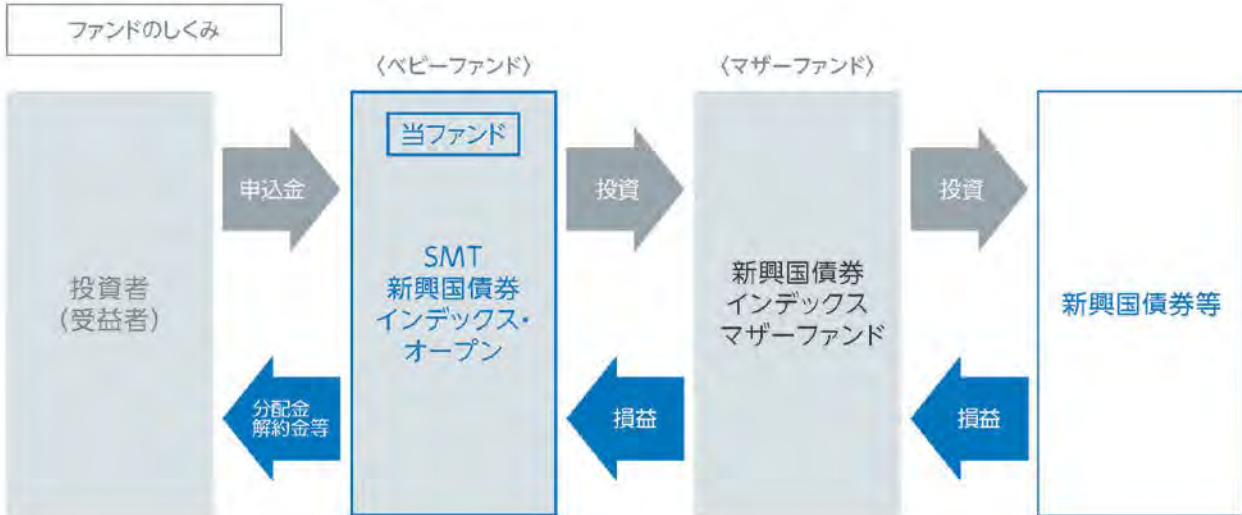 ファンドのしくみ
〈ベビーファンド〉
〈マザーファンド〉
投資者
(受益者)
申込金
分配金
解約金等
当ファンド
SMT
新興国債券
インデックス・
オープン
投資
損益
新興国債券
インデックス
マザーファンド
投資
損益
新興国債券等